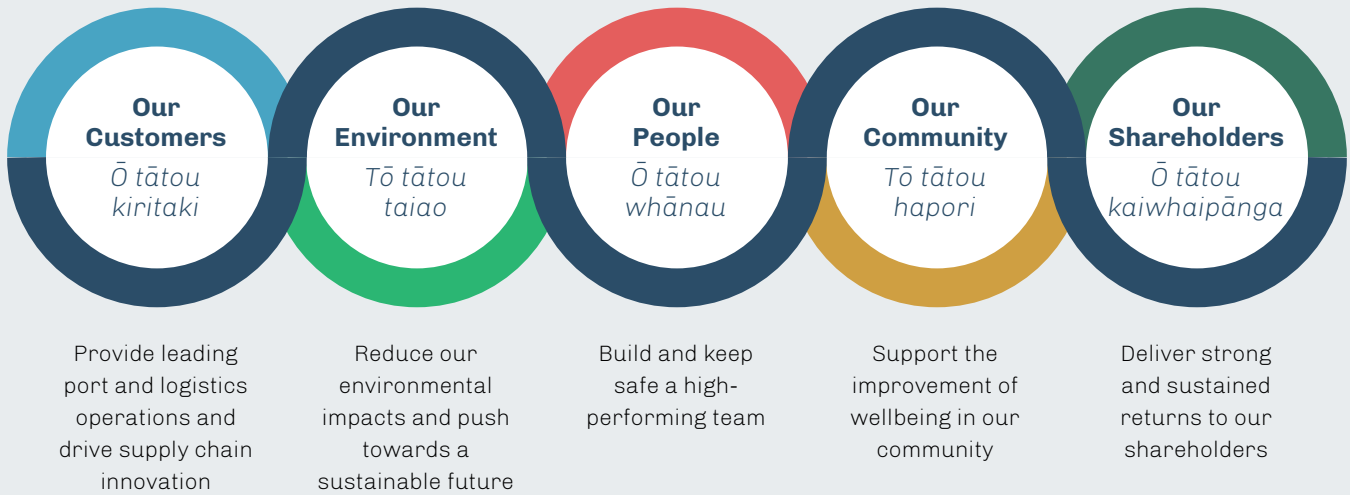 Our
Customers
Ō tātou
kiritaki
Our
Environment
Tō tātou
taiao
Our
People
Ō tātou
whānau
Our
Community
Tō tātou
hapori
Our
Shareholders
Ō tātou
kaiwhaipānga
Provide leading
port and logistics
operations and
drive supply chain
innovation
Reduce our
environmental
impacts and push
towards a
sustainable future
Build and keep
safe a high-
performing team
Support the
improvement of
wellbeing in our
community
Deliver strong
and sustained
returns to our
shareholders